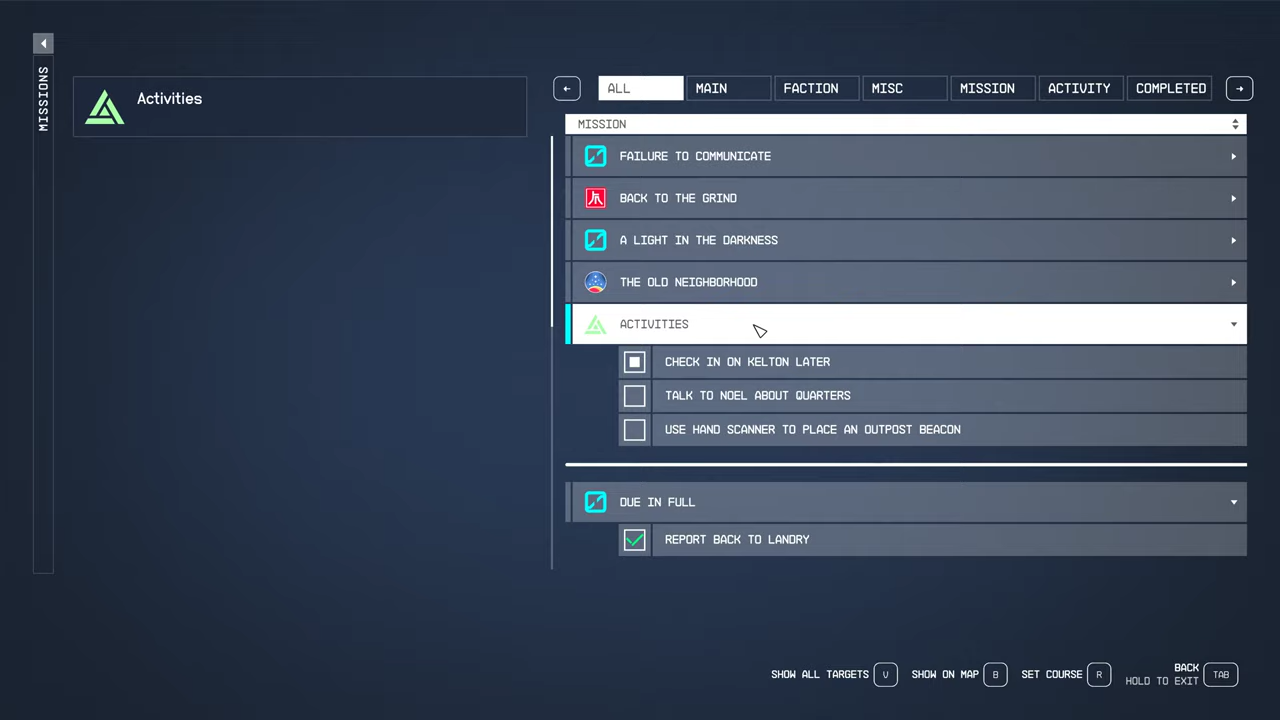 MISSIONS
Activities
ALL
MAIN
FACTION
MISC
MISSION
ACTIVITY
COMPLETED
MISSION
FAILURE TO COMMUNICATE
BACK TO THE GRIND
A LIGHT IN THE DARKNESS
THE OLD NEIGHBORHOOD
ACTIVITIES
CHECK IN ON KELTON LATER
TALK TO NOEL ABOUT QUARTERS
USE HAND SCANNER TO PLACE AN OUTPOST BEACON
DUE IN FULL
REPORT BACK TO LANDRY
SHOW ALL TARGETS V
SHOW ON MAP B
SET COURSE R
BACK
HOLD TO EXIT TAB